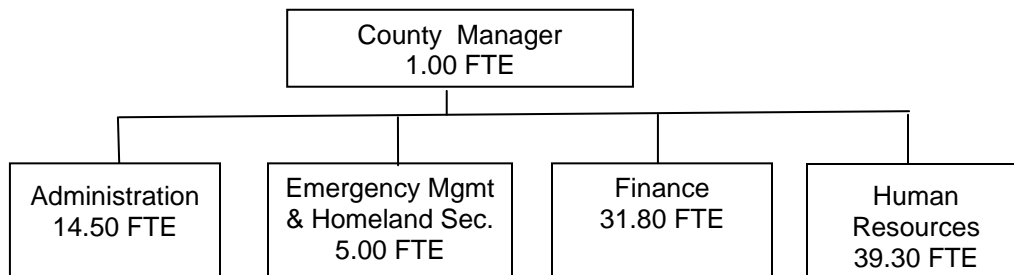 County Manager
1.00 FTE
Administration
14.50 FTE
Emergency Mgmt
& Homeland Sec.
5.00 FTE
Finance
31.80 FTE
Human
Resources
39.30 FTE